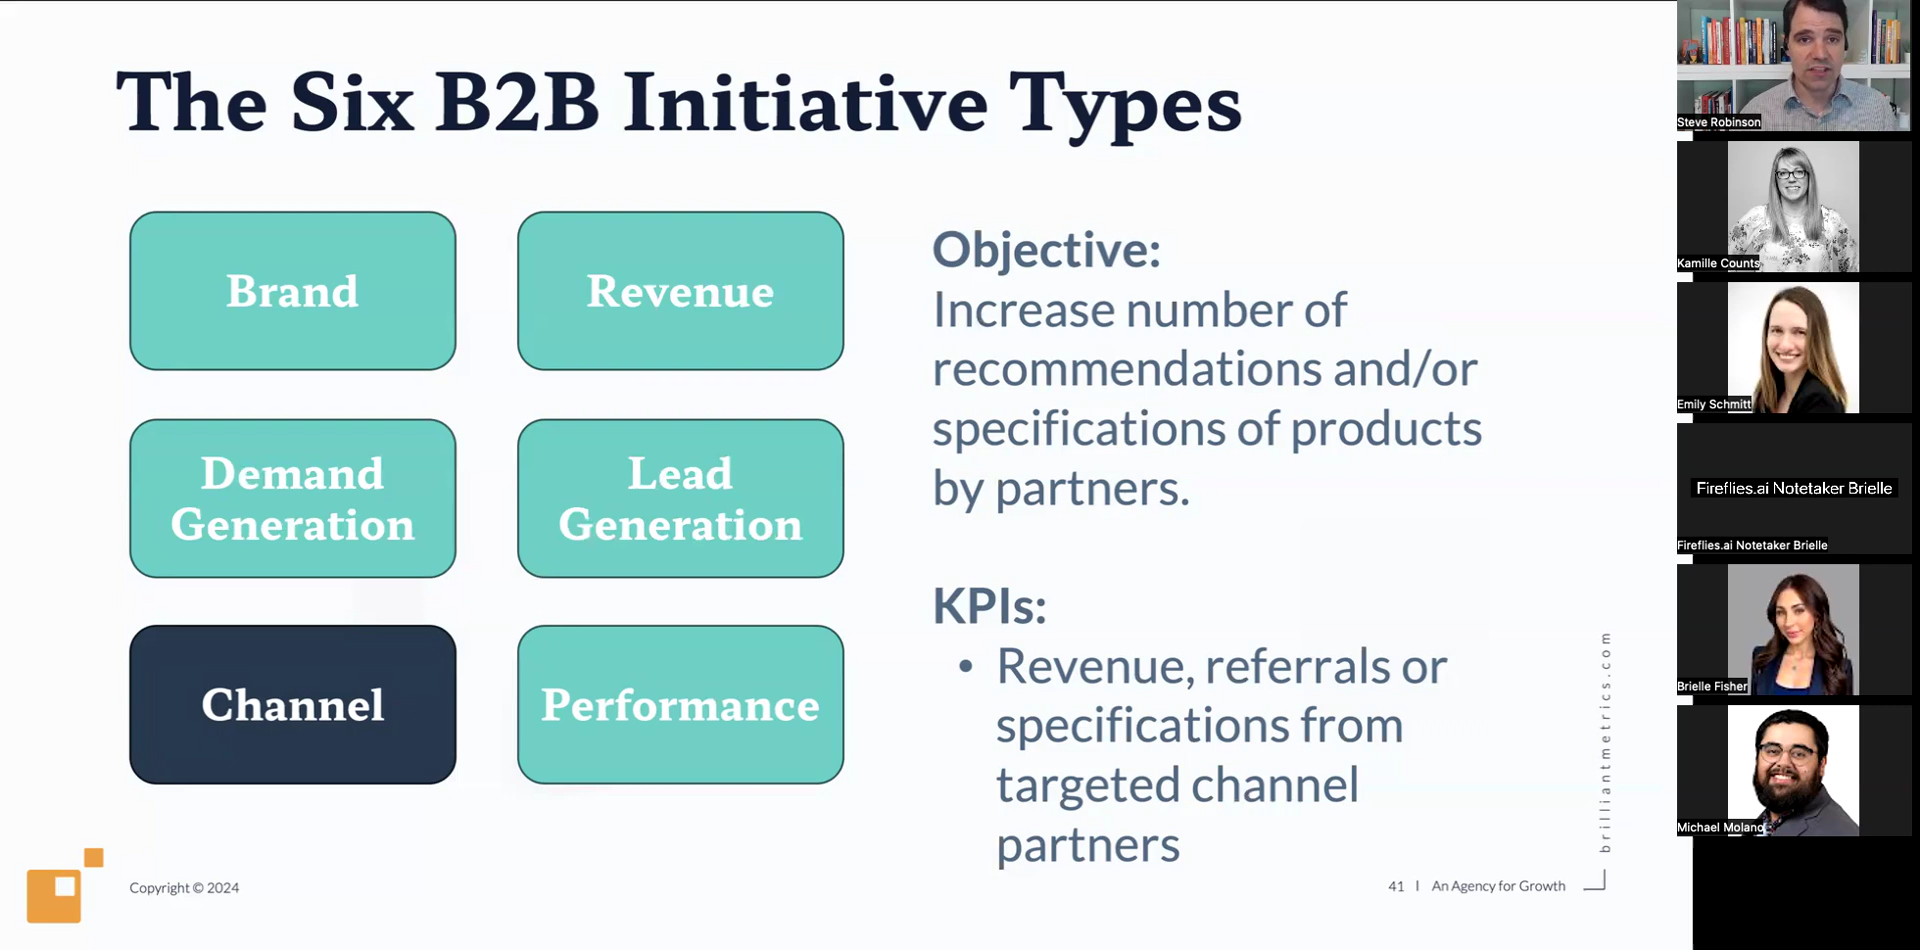 The Six B2B Initiative Types
Brand
Revenue
Demand
Generation
Lead
Generation
Channel
Performance
Objective:
Increase number of
recommendations and/or
specifications of products
by partners.
KPIs:
• Revenue, referrals or
specifications from
targeted channel
partners
brilliantmetrics.com
Copyright © 2024
41 | An Agency for Growth
Steve Robinson
Kamille Counts
Emily Schmitt
Fireflies.ai Notetaker Brielle
Fireflies.ai Notetaker Brielle
Brielle Fisher
Michael Molano